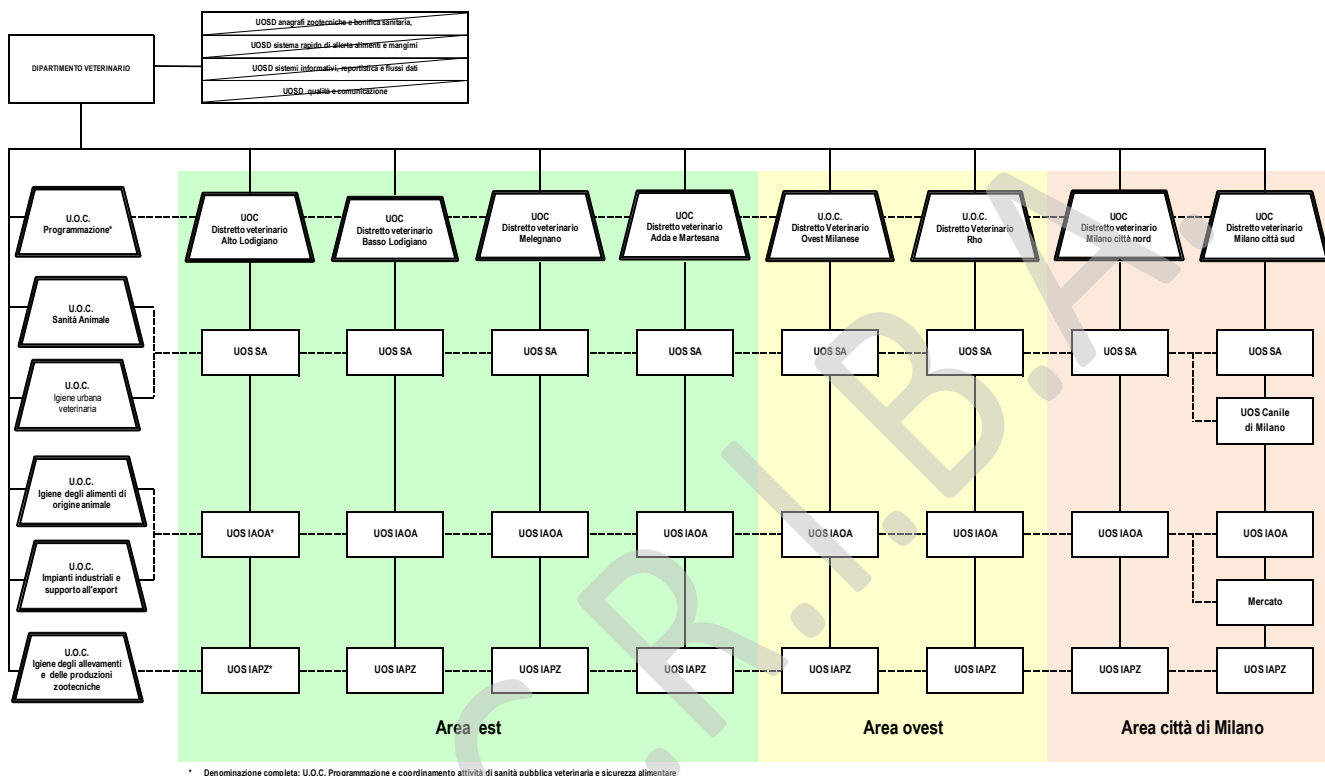 UOSD anagrafi zootecniche e bonifica sanitaria,
UOSD sistema rapido di allerta alimenti e mangimi
UOSD sistemi informativi, reportistica e flussi dati
UOSD qualità e comunicazione
DIPARTIMENTO VETERINARIO
U.O.C.
Programmazione*
UOC
Distretto veterinario
Alto Lodigiano
UOC
Distretto veterinario
Basso Lodigiano
UOC
Distretto veterinario
Melegnano
UOC
Distretto veterinario
Adda e Martesana
U.O.C.
Distretto Veterinario
Ovest Milanese
U.O.C.
Distretto Veterinario
Rho
UOC
Distretto veterinario
Milano città nord
UOC
Distretto veterinario
Milano città sud
U.O.C.
Sanità Animale
UOS SA
UOS SA
UOS SA
UOS SA
UOS SA
UOS SA
UOS SA
UOS SA
U.O.C.
Igiene urbana
veterinaria
UOS Canile
di Milano
U.O.C.
Igiene degli alimenti di
origine animale
UOS IAOA*
UOS IAOA
UOS IAOA
UOS IAOA
UOS IAOA
UOS IAOA
UOS IAOA
UOS IAOA
U.O.C.
Impianti industriali e
supporto all'export
Mercato
U.O.C.
Igiene degli allevamenti
e delle produzioni
zootecniche
UOS IAPZ*
UOS IAPZ
UOS IAPZ
UOS IAPZ
UOS IAPZ
UOS IAPZ
UOS IAPZ
UOS IAPZ
Area est
Area ovest
Area città di Milano
* Denominazione completa: U.O.C. Programmazione e coordinamento attività di sanità pubblica veterinaria e sicurezza alimentare
C.R.I.B.A.